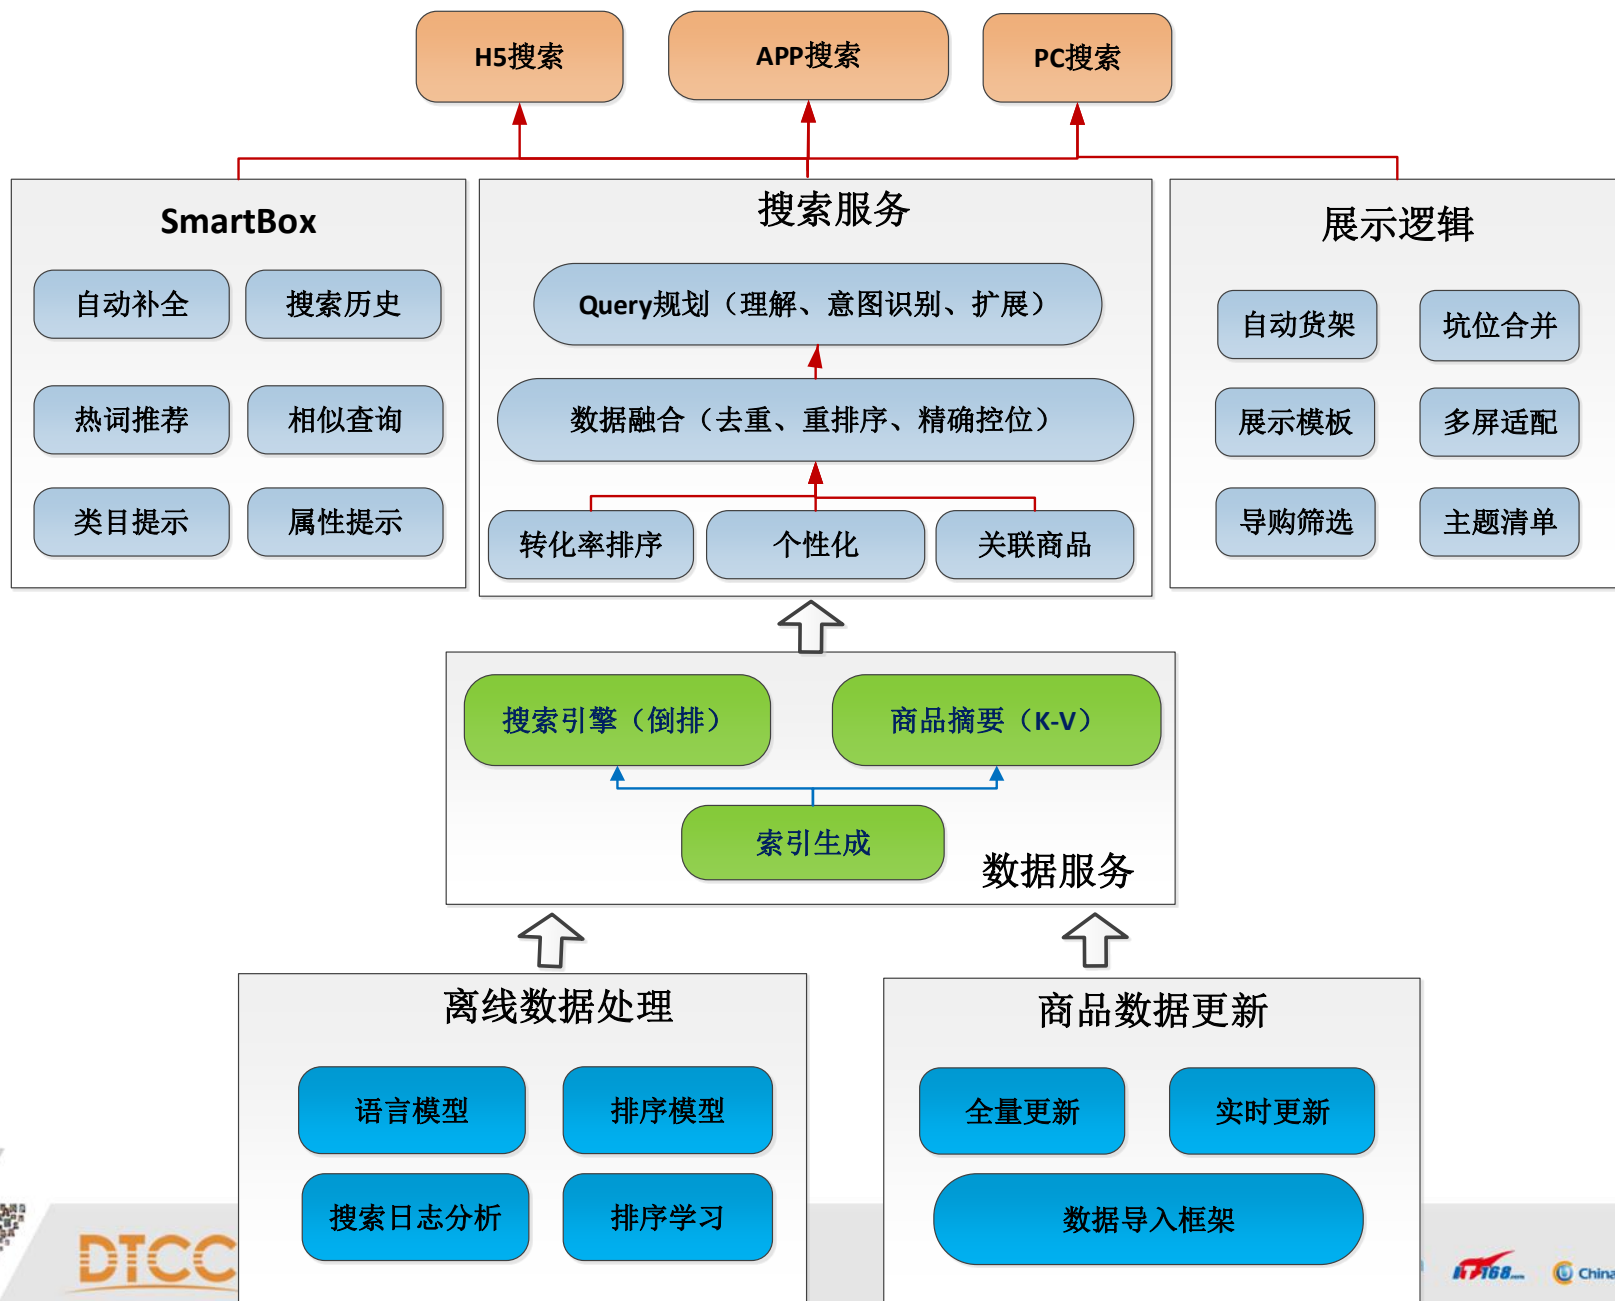 H5搜索
APP搜索
PC搜索
SmartBox
自动补全
搜索历史
热词推荐
相似查询
类目提示
属性提示
搜索服务
Query规划（理解、意图识别、扩展）
数据融合（去重、重排序、精确控位）
转化率排序
个性化
关联商品
展示逻辑
自动货架
坑位合并
展示模板
多屏适配
导购筛选
主题清单
搜索引擎（倒排）
商品摘要（K-V）
索引生成
数据服务
离线数据处理
语言模型
排序模型
搜索日志分析
排序学习
商品数据更新
全量更新
实时更新
数据导入框架
DTCC
IT168.com
China